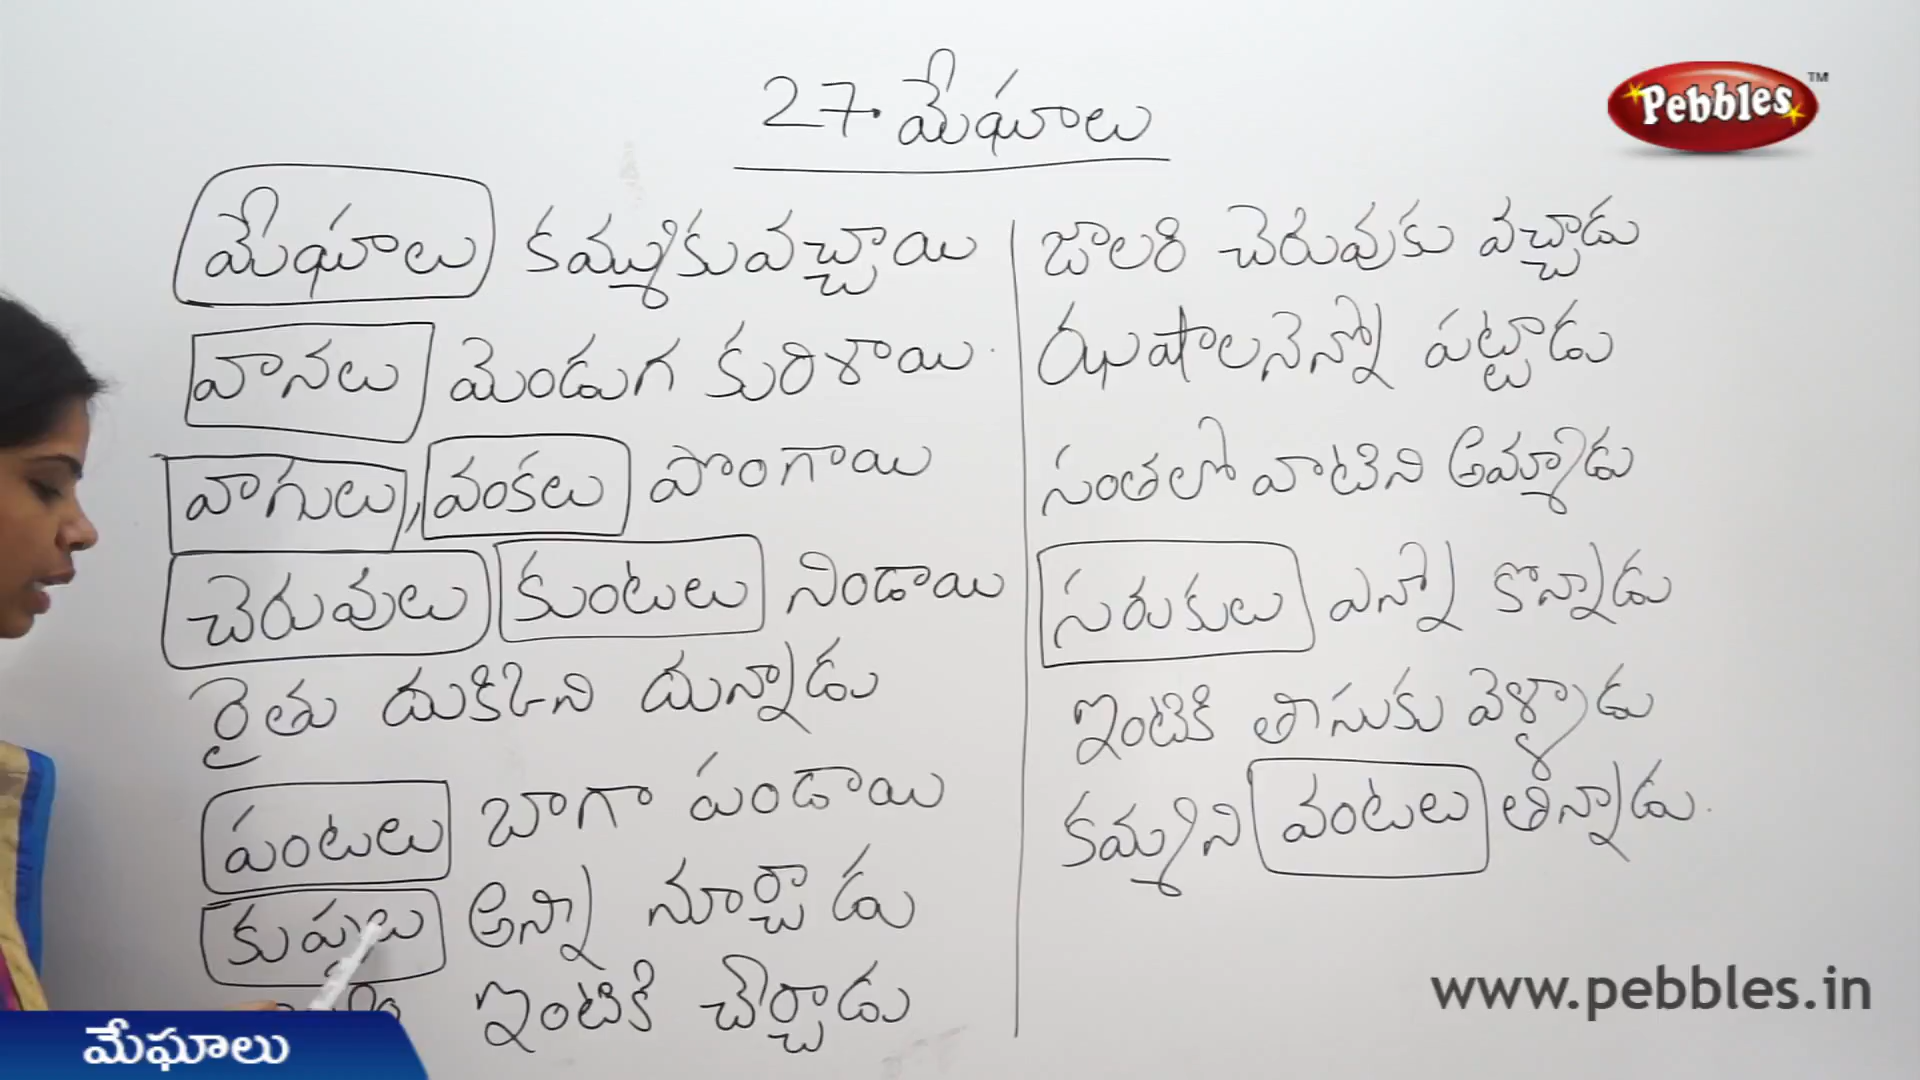 27. మేఘాలు
Pebbles™
మేఘాలు కమ్ముకువచ్చాయి
వానలు మెండుగ కురిశాయి.
వాగులు, వంకలు పొంగాయి
చెరువులు కుంటలు నిండాయి
రైతు దుకికిని దున్నాడు
పంటలు బాగా పండాయి
కుప్పలు అన్నీ నూర్చాడు
ఇంటికి చేర్చాడు
జాలరి చెరువుకు వచ్చాడు
ఝషాలనెన్నో పట్టాడు
సంతలో వాటిని అమ్మాడు
సరుకులు ఎన్నో కొన్నాడు
ఇంటికి తాసుకు వెళ్ళాడు
కమ్మని వంటలు తిన్నాడు.
www.pebbles.in
మేఘాలు